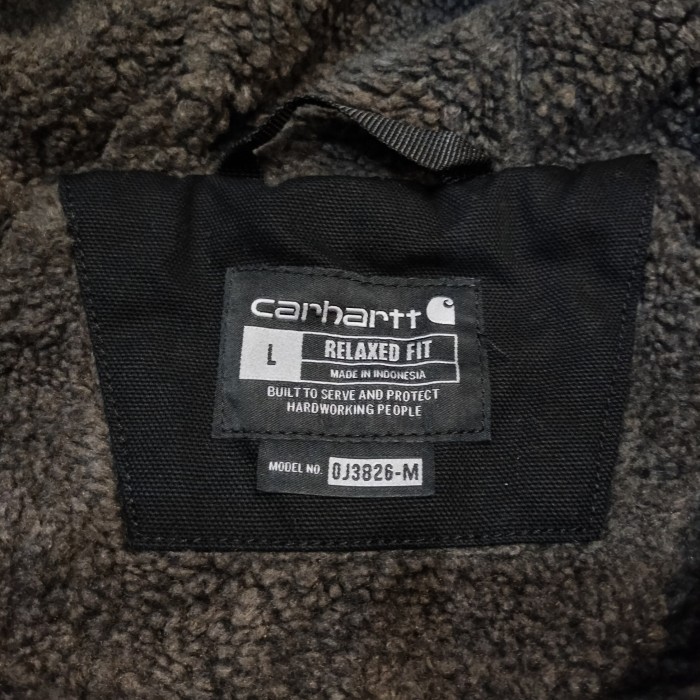 carhartt
L RELAXED FIT
MADE IN INDONESIA
BUILT TO SERVE AND PROTECT
HARDWORKING PEOPLE
MODEL NO. OJ3826-M